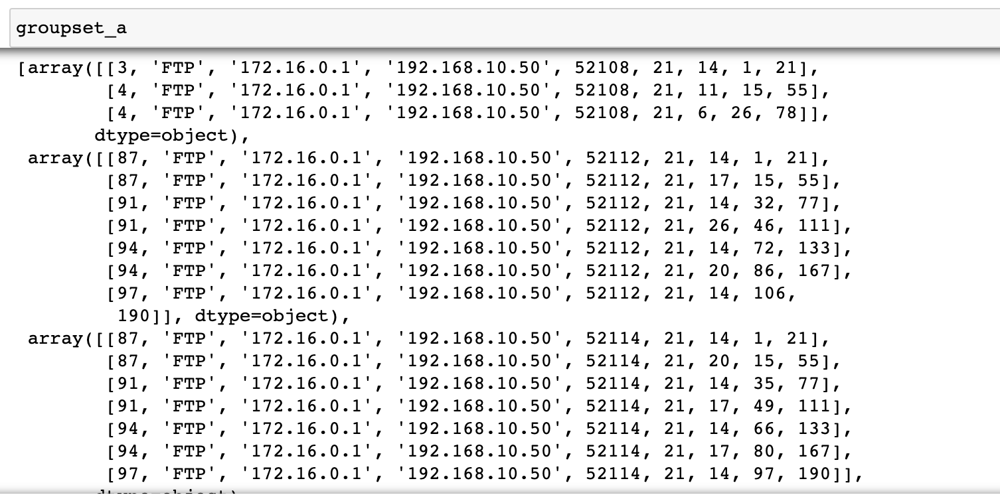 groupset_a
[array([[3, 'FTP', '172.16.0.1', '192.168.10.50', 52108, 21, 14, 1, 21],
[4, 'FTP', '172.16.0.1', '192.168.10.50', 52108, 21, 11, 15, 55],
[4, 'FTP', '172.16.0.1', '192.168.10.50', 52108, 21, 6, 26, 78]],
dtype=object),
array([[87, 'FTP', '172.16.0.1', '192.168.10.50', 52112, 21, 14, 1, 21],
[87, 'FTP', '172.16.0.1', '192.168.10.50', 52112, 21, 17, 15, 55],
[91, 'FTP', '172.16.0.1', '192.168.10.50', 52112, 21, 14, 32, 77],
[91, 'FTP', '172.16.0.1', '192.168.10.50', 52112, 21, 26, 46, 111],
[94, 'FTP', '172.16.0.1', '192.168.10.50', 52112, 21, 14, 72, 133],
[94, 'FTP', '172.16.0.1', '192.168.10.50', 52112, 21, 20, 86, 167],
[97, 'FTP', '172.16.0.1', '192.168.10.50', 52112, 21, 14, 106,
190]], dtype=object),
array([[87, 'FTP', '172.16.0.1', '192.168.10.50', 52114, 21, 14, 1, 21],
[87, 'FTP', '172.16.0.1', '192.168.10.50', 52114, 21, 20, 15, 55],
[91, 'FTP', '172.16.0.1', '192.168.10.50', 52114, 21, 14, 35, 77],
[91, 'FTP', '172.16.0.1', '192.168.10.50', 52114, 21, 17, 49, 111],
[94, 'FTP', '172.16.0.1', '192.168.10.50', 52114, 21, 14, 66, 133],
[94, 'FTP', '172.16.0.1', '192.168.10.50', 52114, 21, 17, 80, 167],
[97, 'FTP', '172.16.0.1', '192.168.10.50', 52114, 21, 14, 97, 190]],